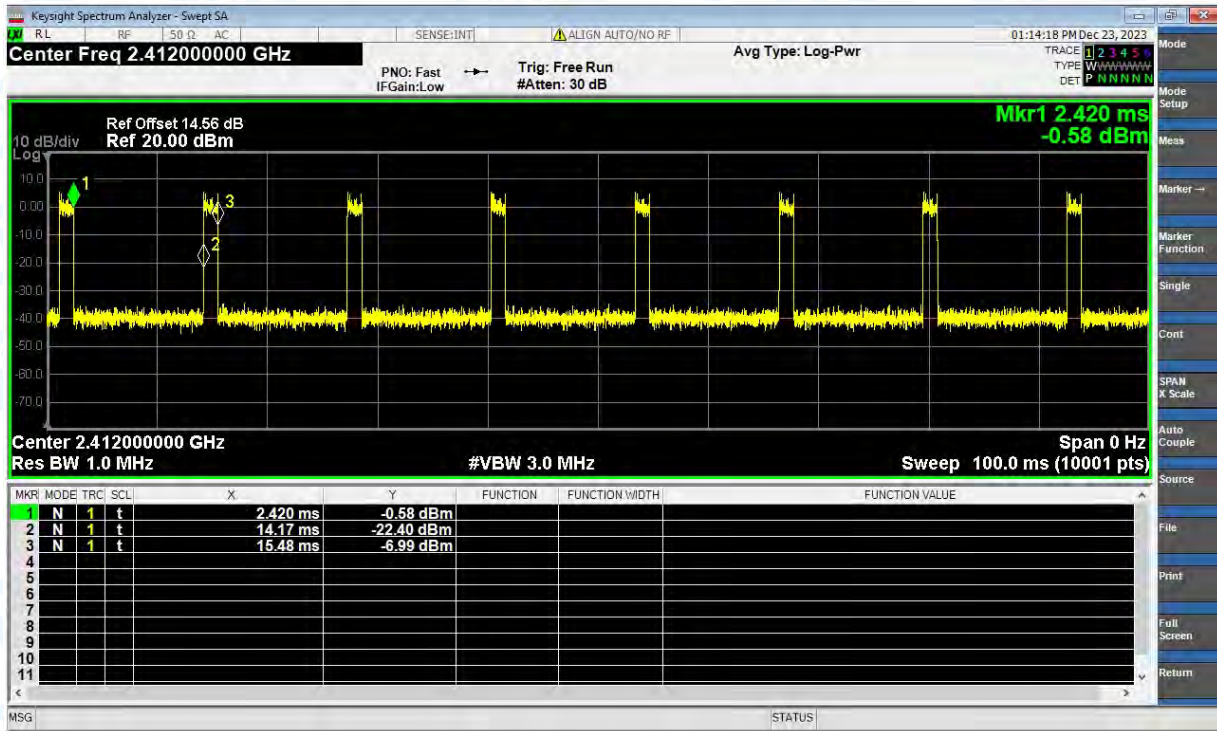 Keysight Spectrum Analyzer - Swept SA
LXI RL RF 50 Ω AC SENSE:INT ALIGN AUTO/NO RF 01:14:18 PM Dec 23, 2023
Center Freq 2.412000000 GHz
PNO: Fast
IFGain:Low
Trig: Free Run
#Atten: 30 dB
Avg Type: Log-Pwr
TRACE 1 2 3 4 5 6
TYPE W
DET P N N N N N
Mkr1 2.420 ms
-0.58 dBm
Ref Offset 14.56 dB
10 dB/div Ref 20.00 dBm
Log
10.0
0.00
-10.0
-20.0
-30.0
-40.0
-50.0
-60.0
-70.0
1
3
2
Center 2.412000000 GHz Span 0 Hz
Res BW 1.0 MHz #VBW 3.0 MHz Sweep 100.0 ms (10001 pts)
MKR MODE TRC SCL X Y FUNCTION FUNCTION WIDTH FUNCTION VALUE
1 N 1 t 2.420 ms -0.58 dBm
2 N 1 t 14.17 ms -22.40 dBm
3 N 1 t 15.48 ms -6.99 dBm
4
5
6
7
8
9
10
11
MSG STATUS
Mode
Mode
Setup
Meas
Marker →
Marker
Function
Single
Cont
SPAN
X Scale
Auto
Couple
Source
File
Print
Full
Screen
Return